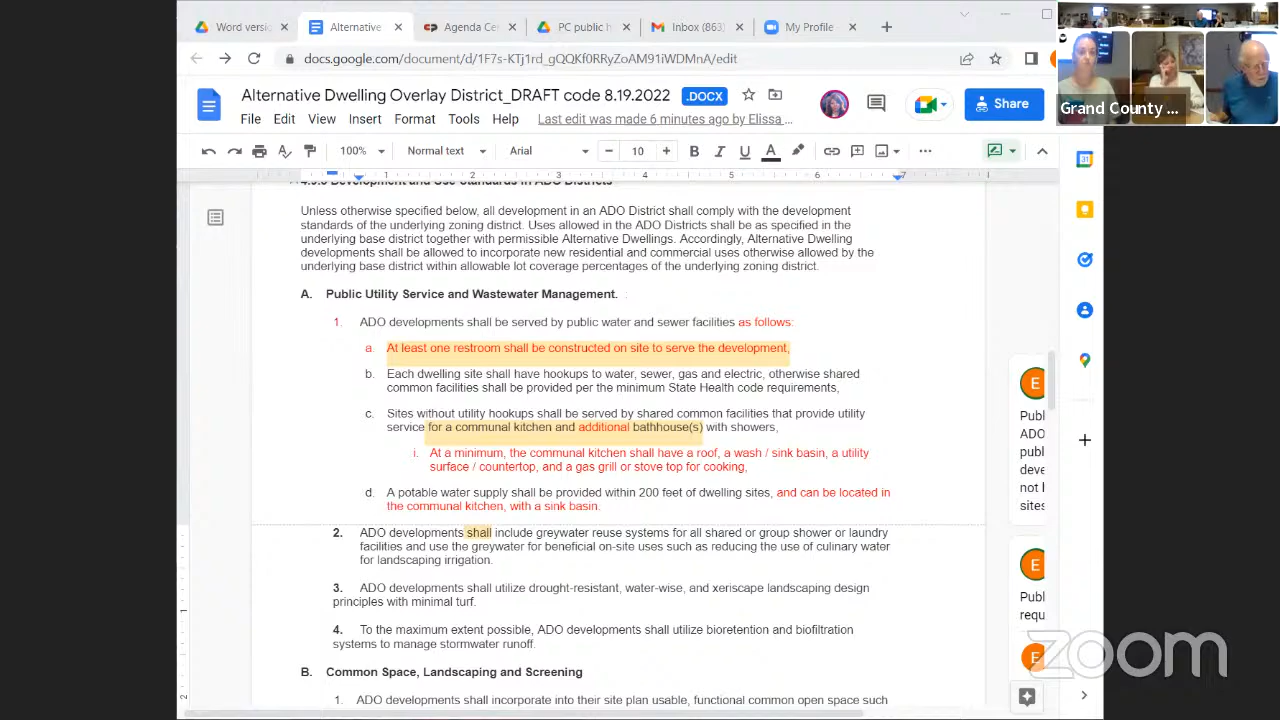 Word versi
Alternative
Agenda Ce
PC public h
Inbox (863)
My Profile
docs.google.com/document/d/1F7s-KTj1rd_gQQKf0RRyZoAM91iWDMnA/edit
Grand County ...
Alternative Dwelling Overlay District_DRAFT code 8.19.2022 .DOCX
Share
File Edit View Insert Format Tools Help Last edit was made 6 minutes ago by Elissa ...
100% Normal text Arial 10 B I U A
Development and Use Standards in ADO Districts
Unless otherwise specified below, all development in an ADO District shall comply with the development
standards of the underlying zoning district. Uses allowed in the ADO Districts shall be as specified in the
underlying base district together with permissible Alternative Dwellings. Accordingly, Alternative Dwelling
developments shall be allowed to incorporate new residential and commercial uses otherwise allowed by the
underlying base district within allowable lot coverage percentages of the underlying zoning district.
A. Public Utility Service and Wastewater Management.
1. ADO developments shall be served by public water and sewer facilities as follows:
a. At least one restroom shall be constructed on site to serve the development,
b. Each dwelling site shall have hookups to water, sewer, gas and electric, otherwise shared
common facilities shall be provided per the minimum State Health code requirements,
c. Sites without utility hookups shall be served by shared common facilities that provide utility
service for a communal kitchen and additional bathhouse(s) with showers,
i. At a minimum, the communal kitchen shall have a roof, a wash / sink basin, a utility
surface / countertop, and a gas grill or stove top for cooking,
d. A potable water supply shall be provided within 200 feet of dwelling sites, and can be located in
the communal kitchen, with a sink basin.
2. ADO developments shall include greywater reuse systems for all shared or group shower or laundry
facilities and use the greywater for beneficial on-site uses such as reducing the use of culinary water
for landscaping irrigation.
3. ADO developments shall utilize drought-resistant, water-wise, and xeriscape landscaping design
principles with minimal turf.
4. To the maximum extent possible, ADO developments shall utilize bioretention and biofiltration
systems to manage stormwater runoff.
B. Common Space, Landscaping and Screening
1. ADO developments shall incorporate into their site plan usable, functional common open space such
E
Publ
ADO
publ
deve
not l
sites
E
Publ
requ
E
zoom